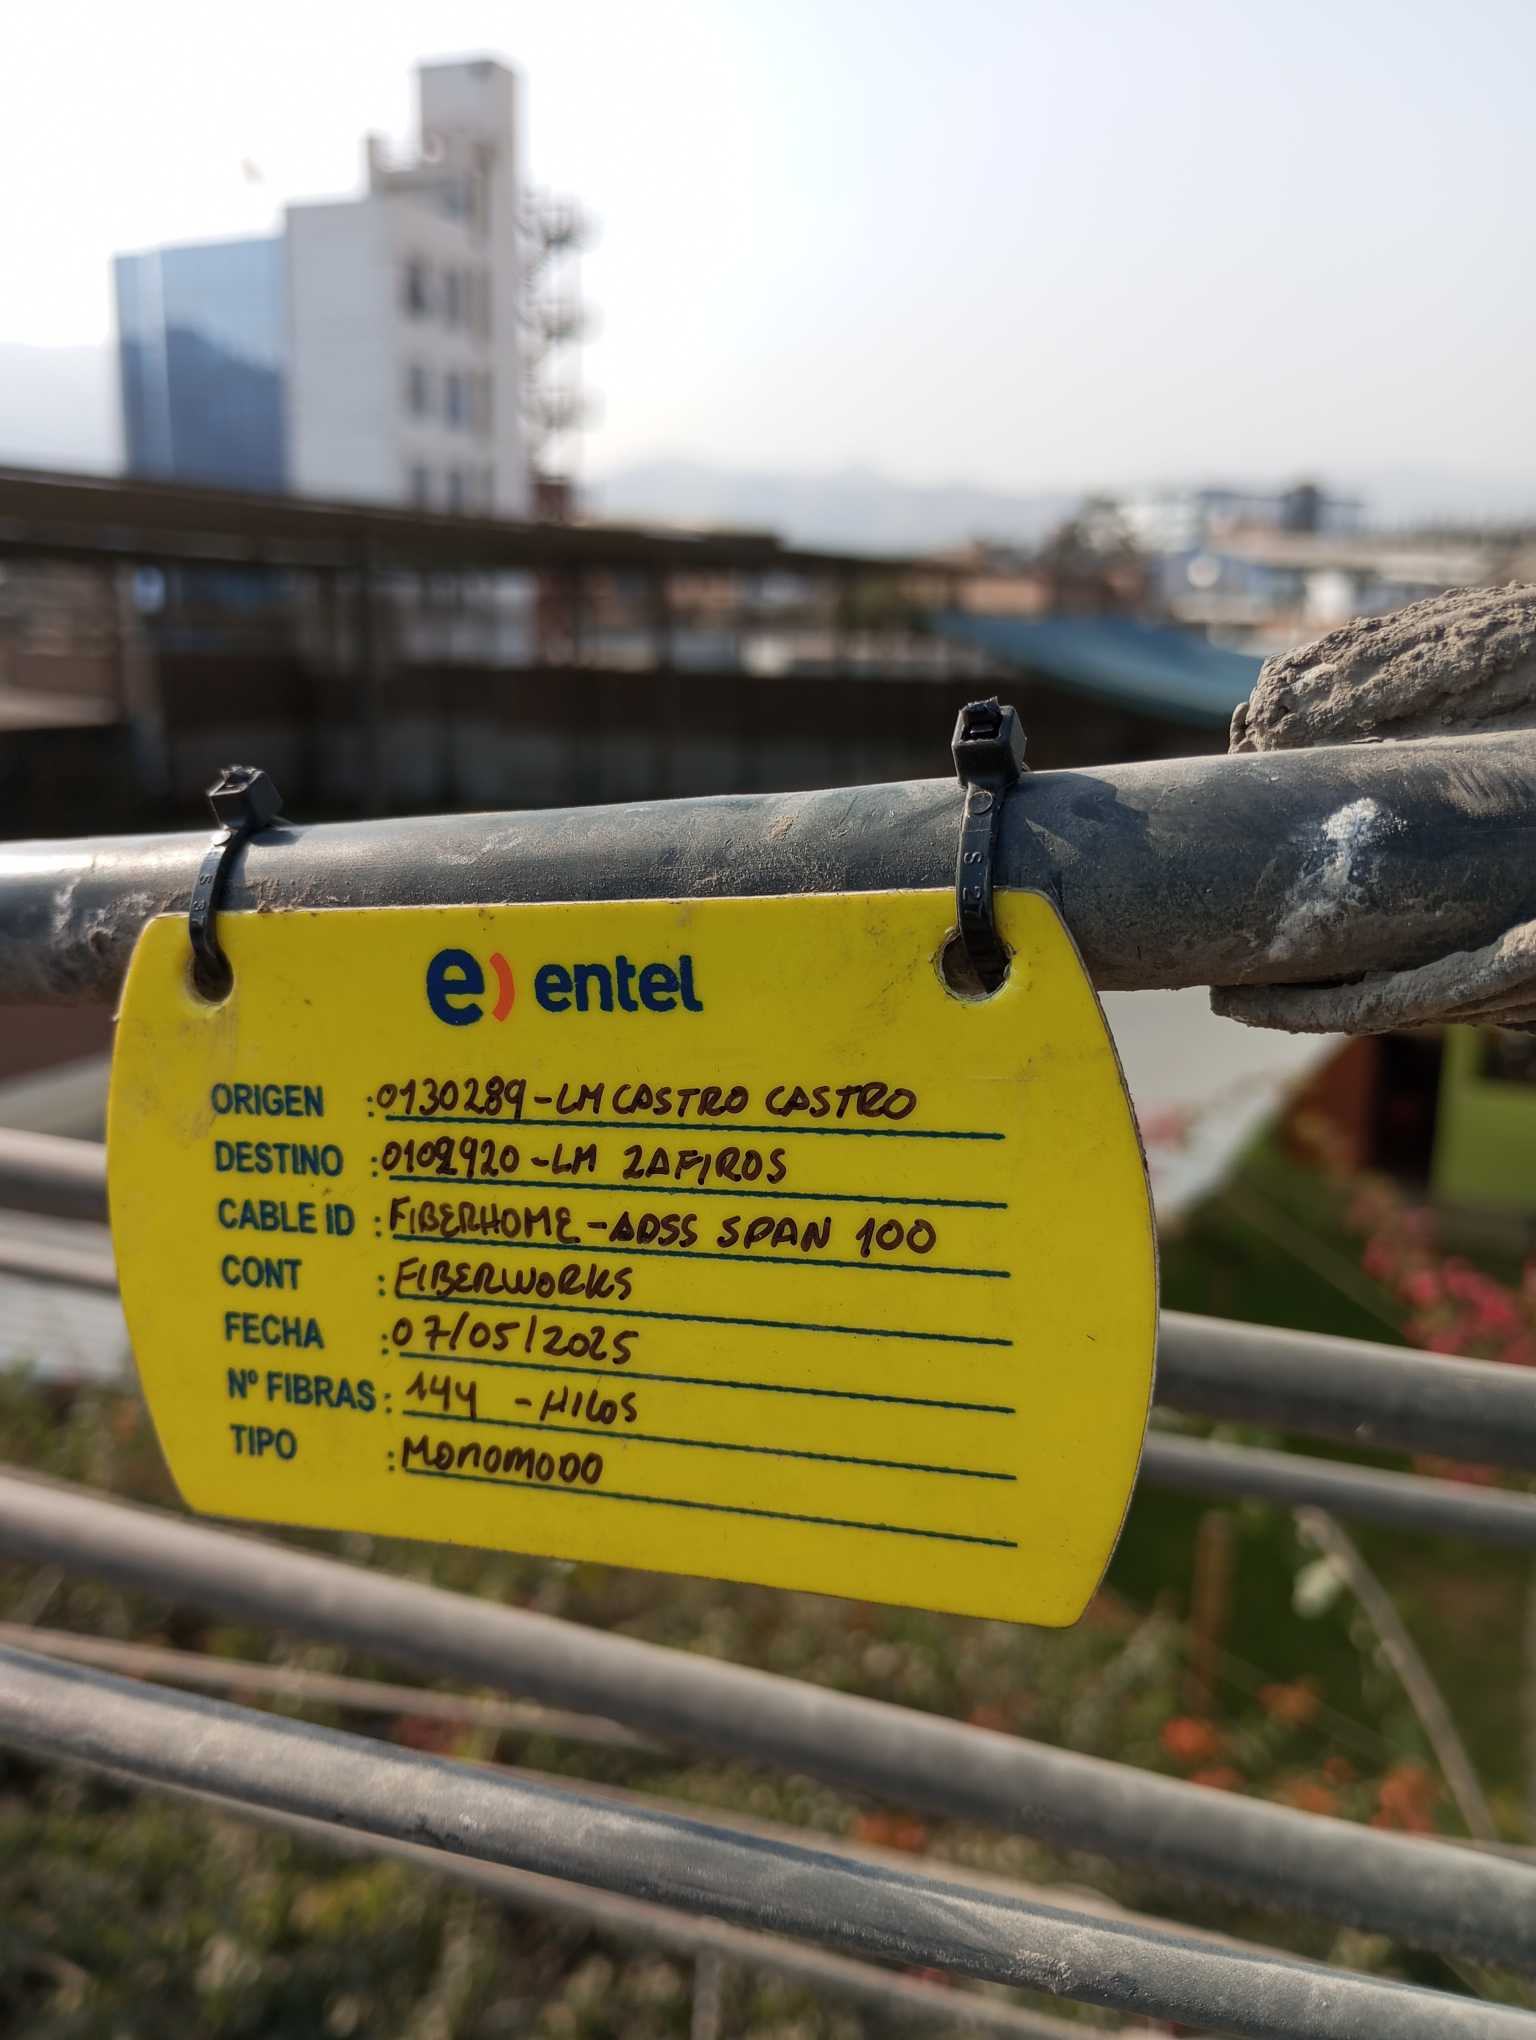 e) entel
ORIGEN : 0130289-LM CASTRO CASTRO
DESTINO : 0102920-LM ZAFIROS
CABLE ID : FIBERHOME-ADSS SPAN 100
CONT : FIBERWORKS
FECHA : 07/05/2025
Nº FIBRAS : 144 -HILOS
TIPO : MONOMODO